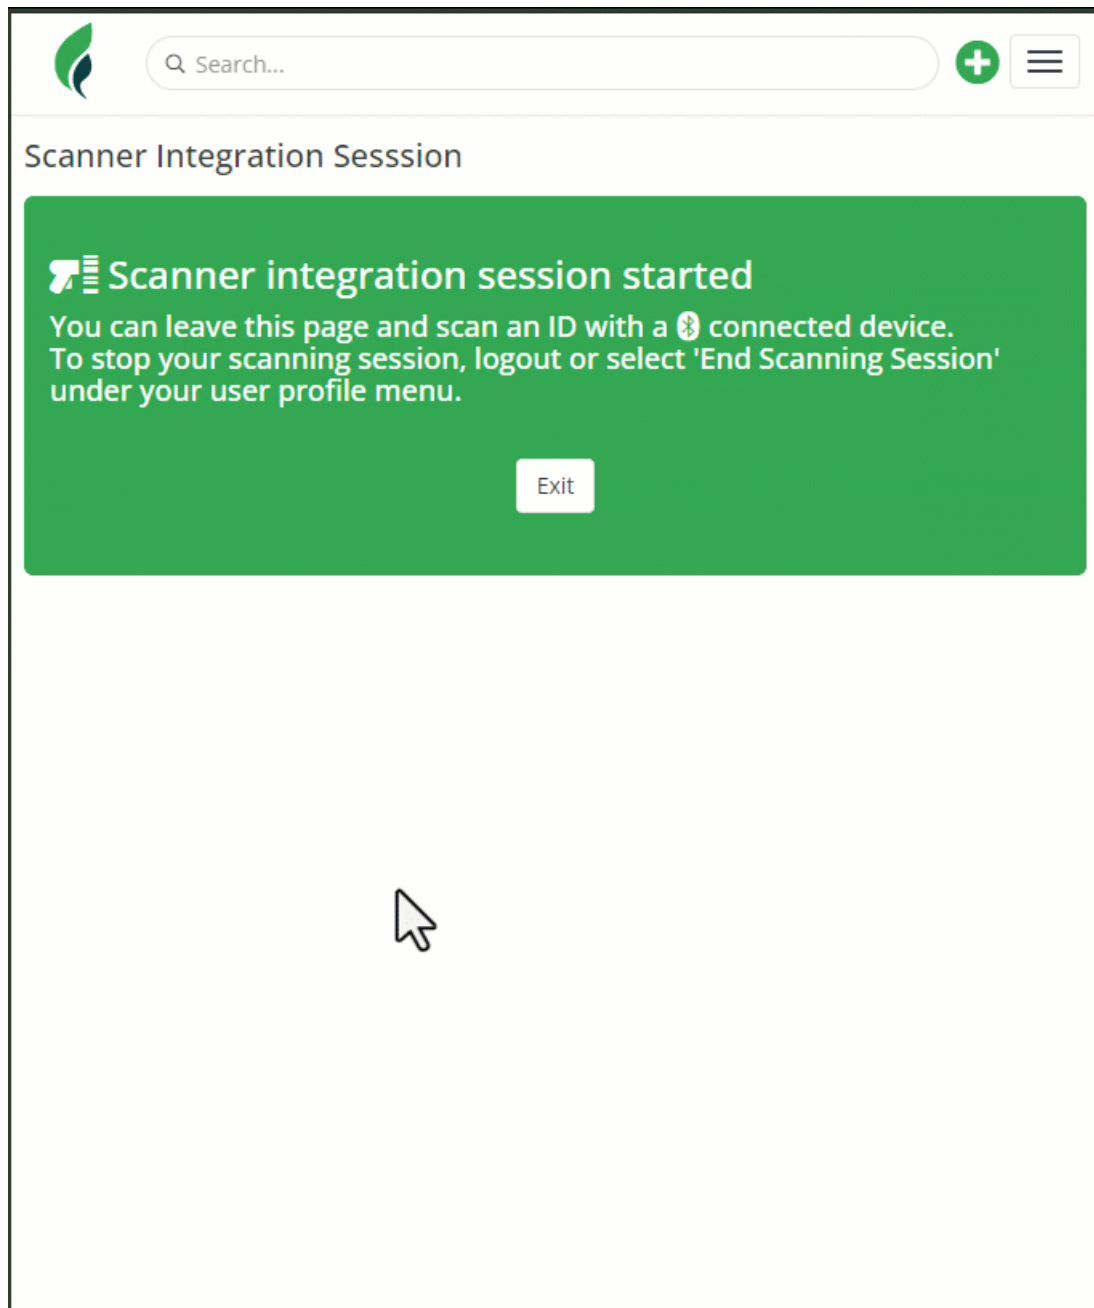 Search...
Scanner Integration Sesssion
Scanner integration session started
You can leave this page and scan an ID with a connected device.
To stop your scanning session, logout or select 'End Scanning Session'
under your user profile menu.
Exit